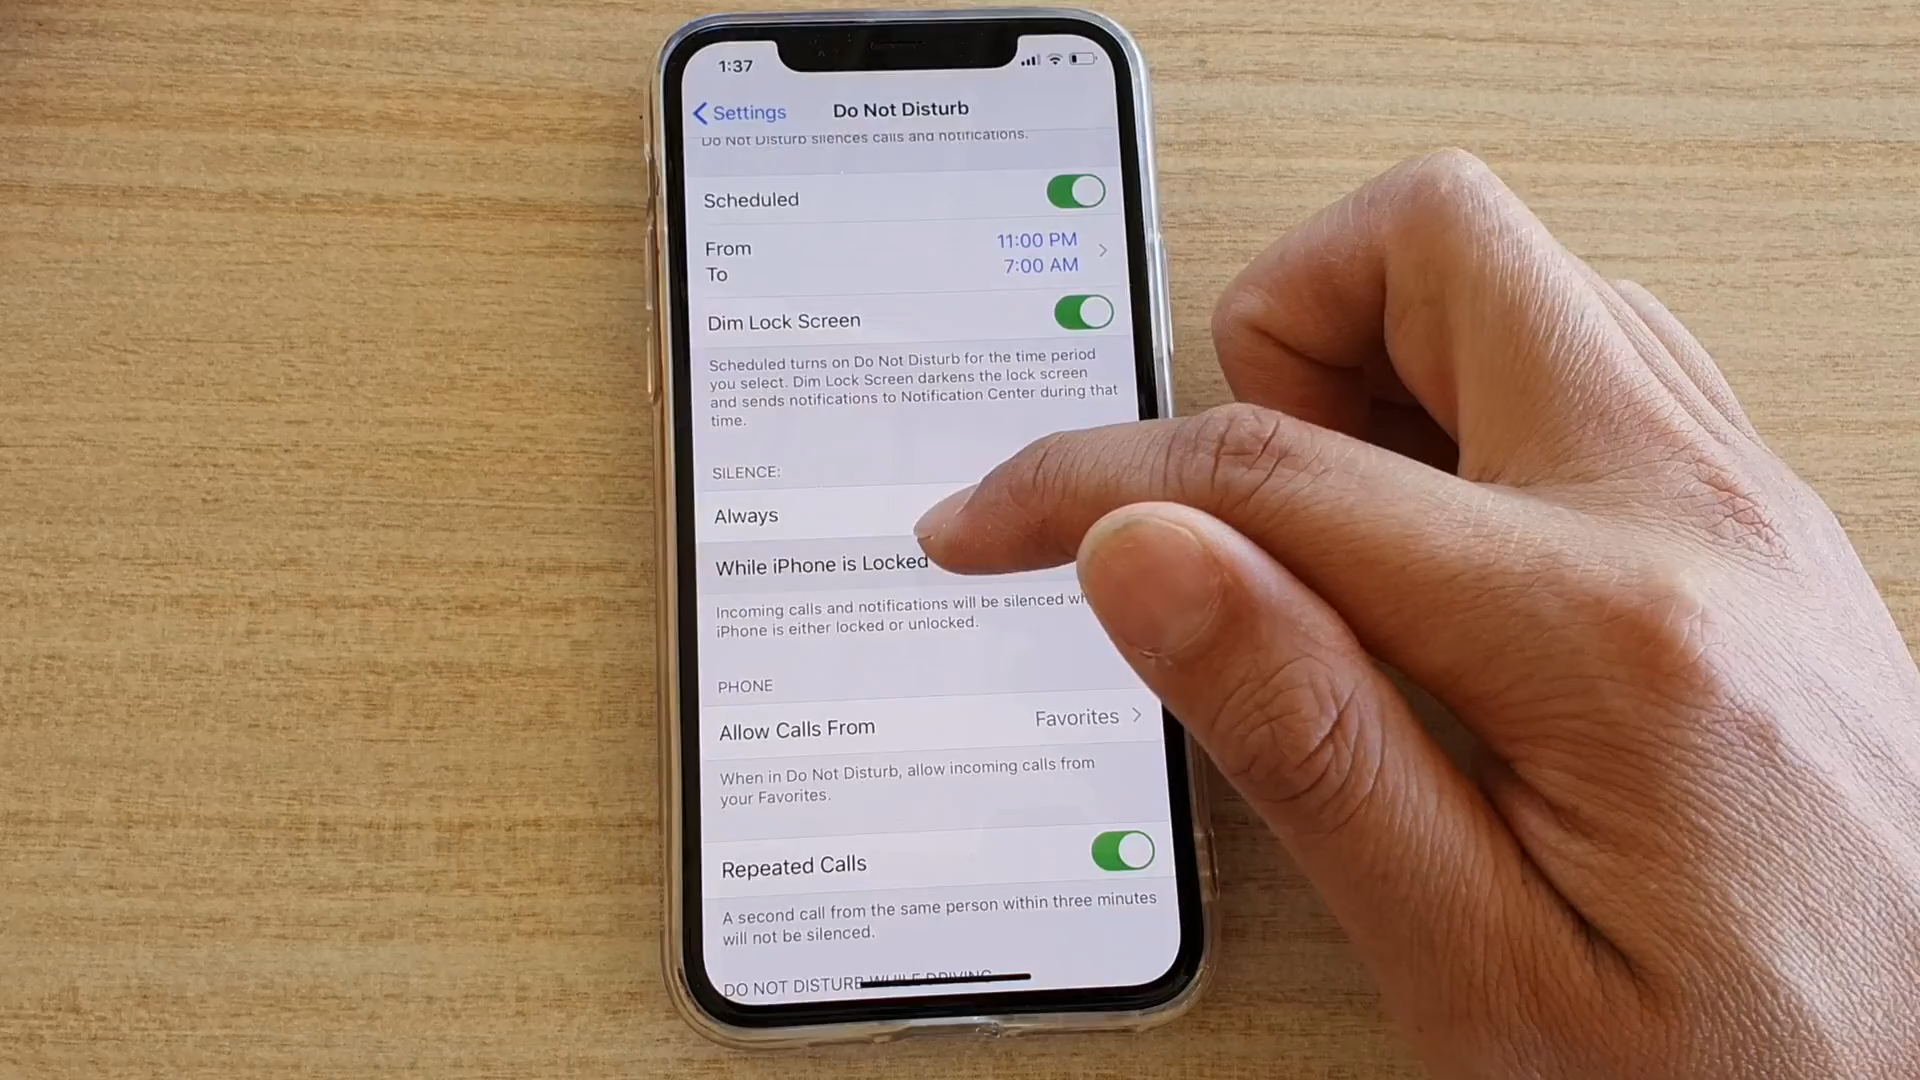 1:37
Settings
Do Not Disturb
Do Not Disturb silences calls and notifications.
Scheduled
From
11:00 PM
To
7:00 AM
Dim Lock Screen
Scheduled turns on Do Not Disturb for the time period
you select. Dim Lock Screen darkens the lock screen
and sends notifications to Notification Center during that
time.
SILENCE:
Always
While iPhone is Locked
Incoming calls and notifications will be silenced
iPhone is either locked or unlocked.
PHONE
Allow Calls From
Favorites
When in Do Not Disturb, allow incoming calls from
your Favorites.
Repeated Calls
A second call from the same person within three minutes
will not be silenced.
DO NOT DISTURB WHILE DRIVING